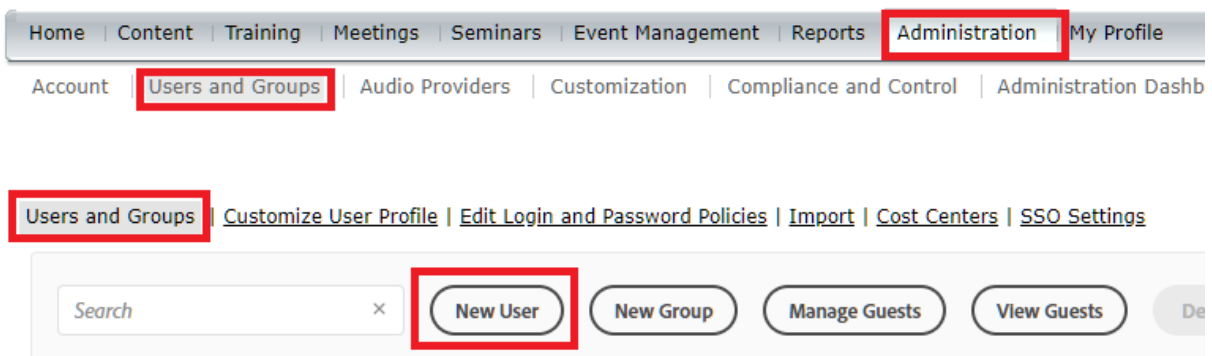 Home | Content | Training | Meetings | Seminars | Event Management | Reports | Administration | My Profile
Account | Users and Groups | Audio Providers | Customization | Compliance and Control | Administration Dashb
Users and Groups | Customize User Profile | Edit Login and Password Policies | Import | Cost Centers | SSO Settings
Search × New User New Group Manage Guests View Guests De